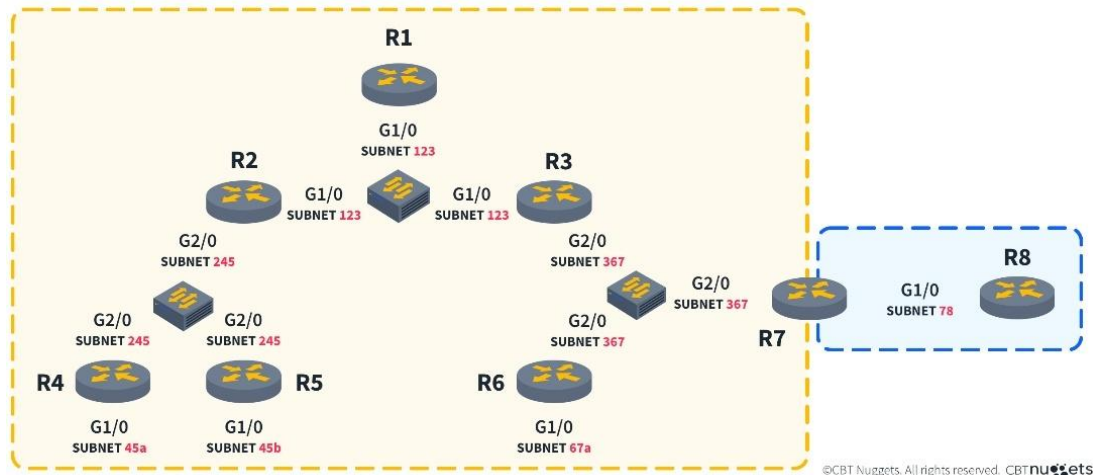 R1
G1/0
SUBNET 123
R2
R3
G1/0
SUBNET 123
G1/0
SUBNET 123
G2/0
SUBNET 245
G2/0
SUBNET 367
G2/0
SUBNET 367
R8
G1/0
SUBNET 78
R7
G2/0
SUBNET 245
G2/0
SUBNET 245
G2/0
SUBNET 367
R4
R5
R6
G1/0
SUBNET 45a
G1/0
SUBNET 45b
G1/0
SUBNET 67a
©CBT Nuggets. All rights reserved. CBTnuggets